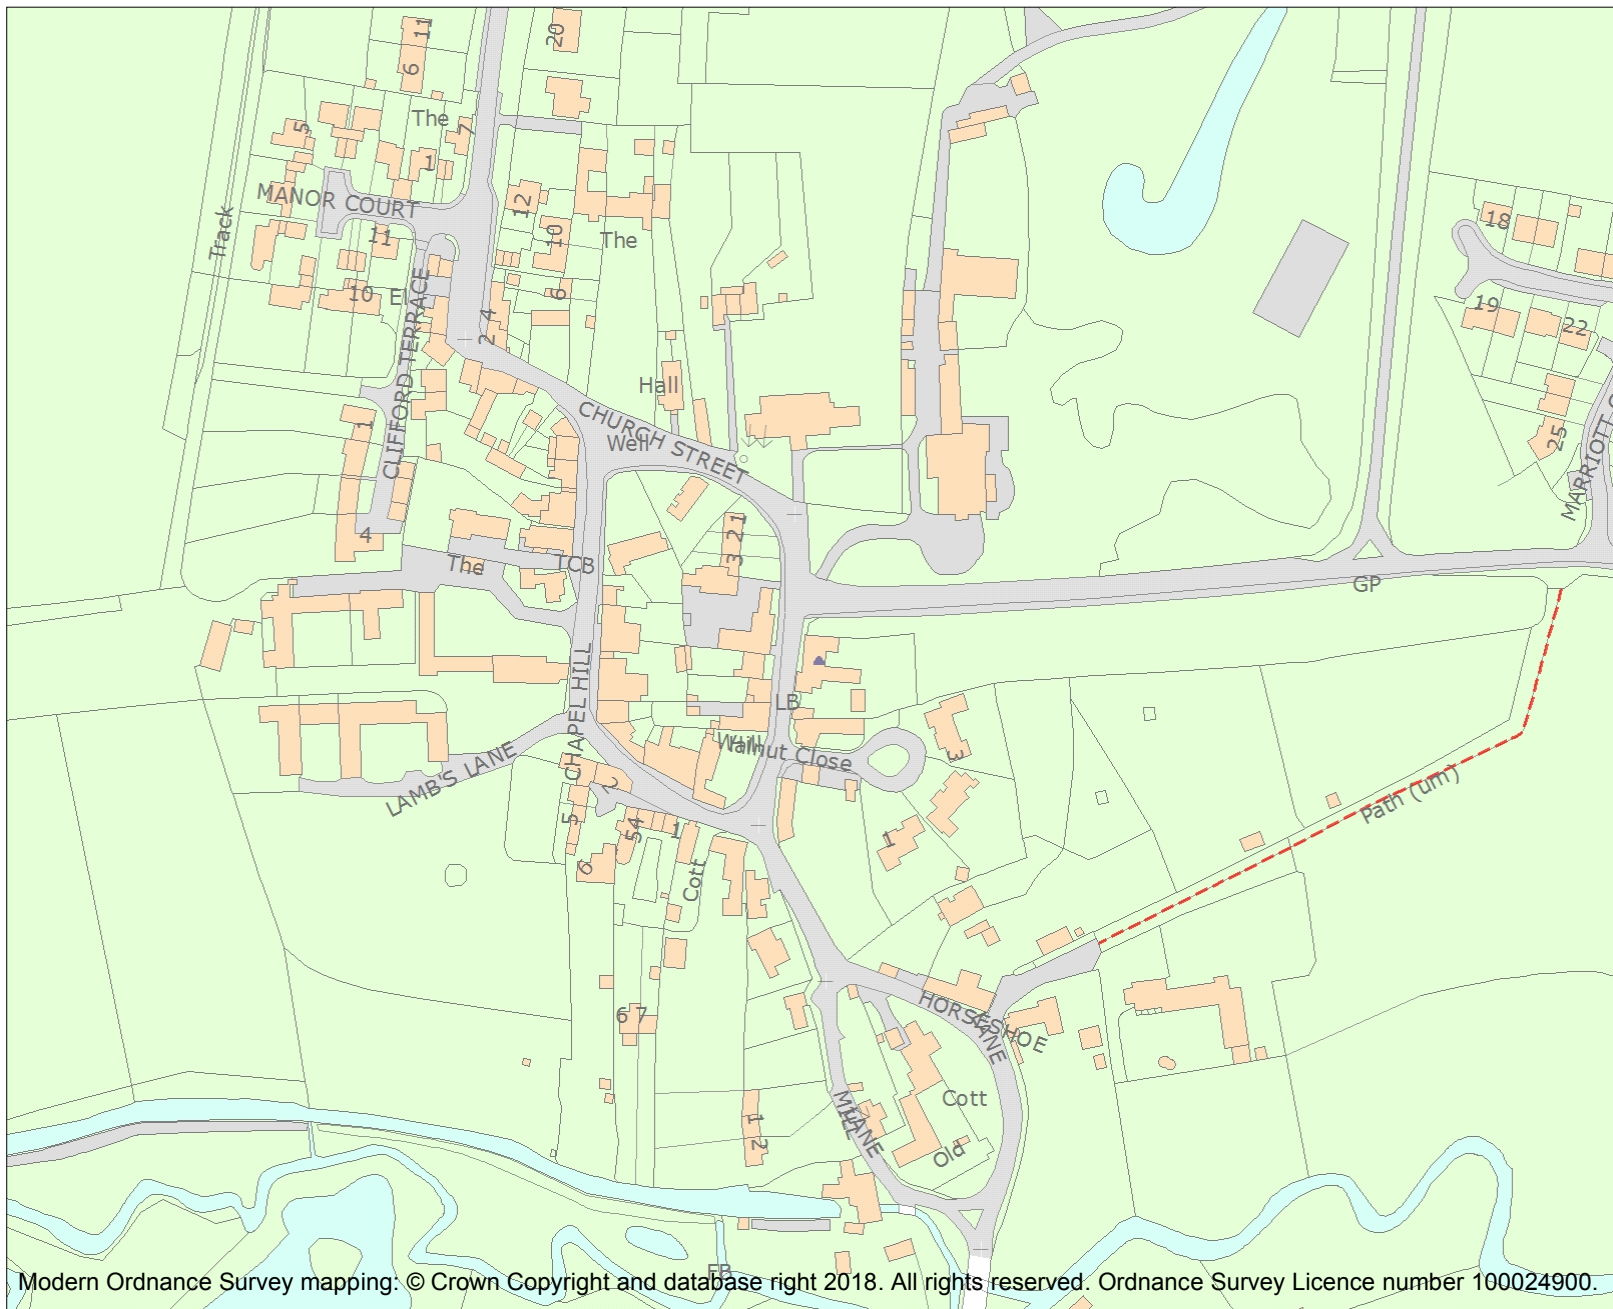 11
6
20
The
7
5
1
MANOR COURT
Track
12
11
10
The
18
10
El
6
CLIFFORD TERRACE
4
2
19
22
Hall
1
CHURCH STREET
Well
25
MARRIOTT C
4
The
TCB
1
2
3
GP
CHAPEL HILL
LB
Walnut Close
Hill
3
LAMB'S LANE
2
5
54
1
1
6
Cott
Path (um)
6 7
HORSESHOE
LANE
Cott
MILL
LANE
1
2
Old
FB
Modern Ordnance Survey mapping: © Crown Copyright and database right 2018. All rights reserved. Ordnance Survey Licence number 100024900.